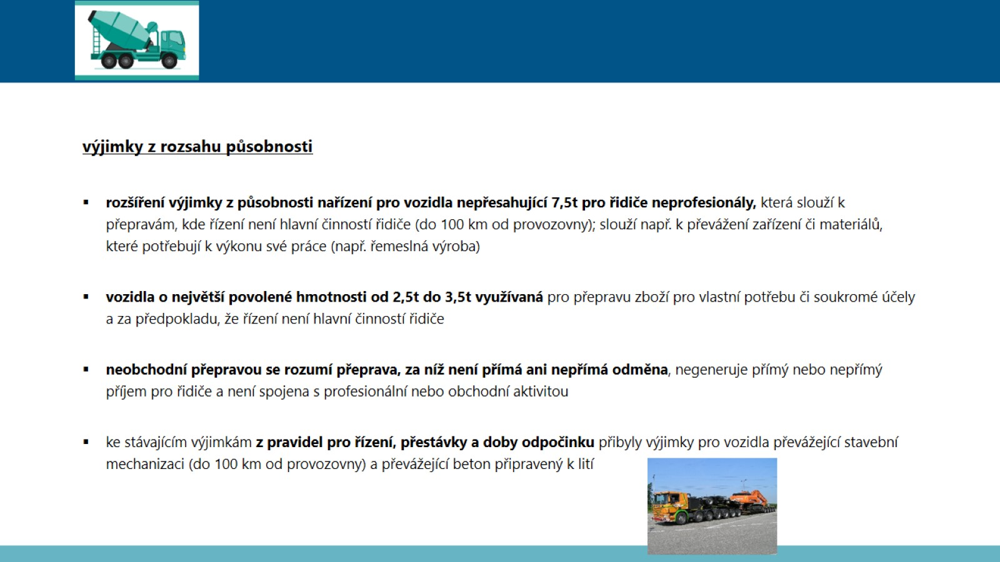 výjimky z rozsahu působnosti
▪ rozšíření výjimky z působnosti nařízení pro vozidla nepřesahující 7,5t pro řidiče neprofesionály, která slouží k
přepravám, kde řízení není hlavní činností řidiče (do 100 km od provozovny); slouží např. k převážení zařízení či materiálů,
které potřebují k výkonu své práce (např. řemeslná výroba)
▪ vozidla o největší povolené hmotnosti od 2,5t do 3,5t využívaná pro přepravu zboží pro vlastní potřebu či soukromé účely
a za předpokladu, že řízení není hlavní činností řidiče
▪ neobchodní přepravou se rozumí přeprava, za níž není přímá ani nepřímá odměna, negeneruje přímý nebo nepřímý
příjem pro řidiče a není spojena s profesionální nebo obchodní aktivitou
▪ ke stávajícím výjimkám z pravidel pro řízení, přestávky a doby odpočinku přibyly výjimky pro vozidla převážející stavební
mechanizaci (do 100 km od provozovny) a převážející beton připravený k lití